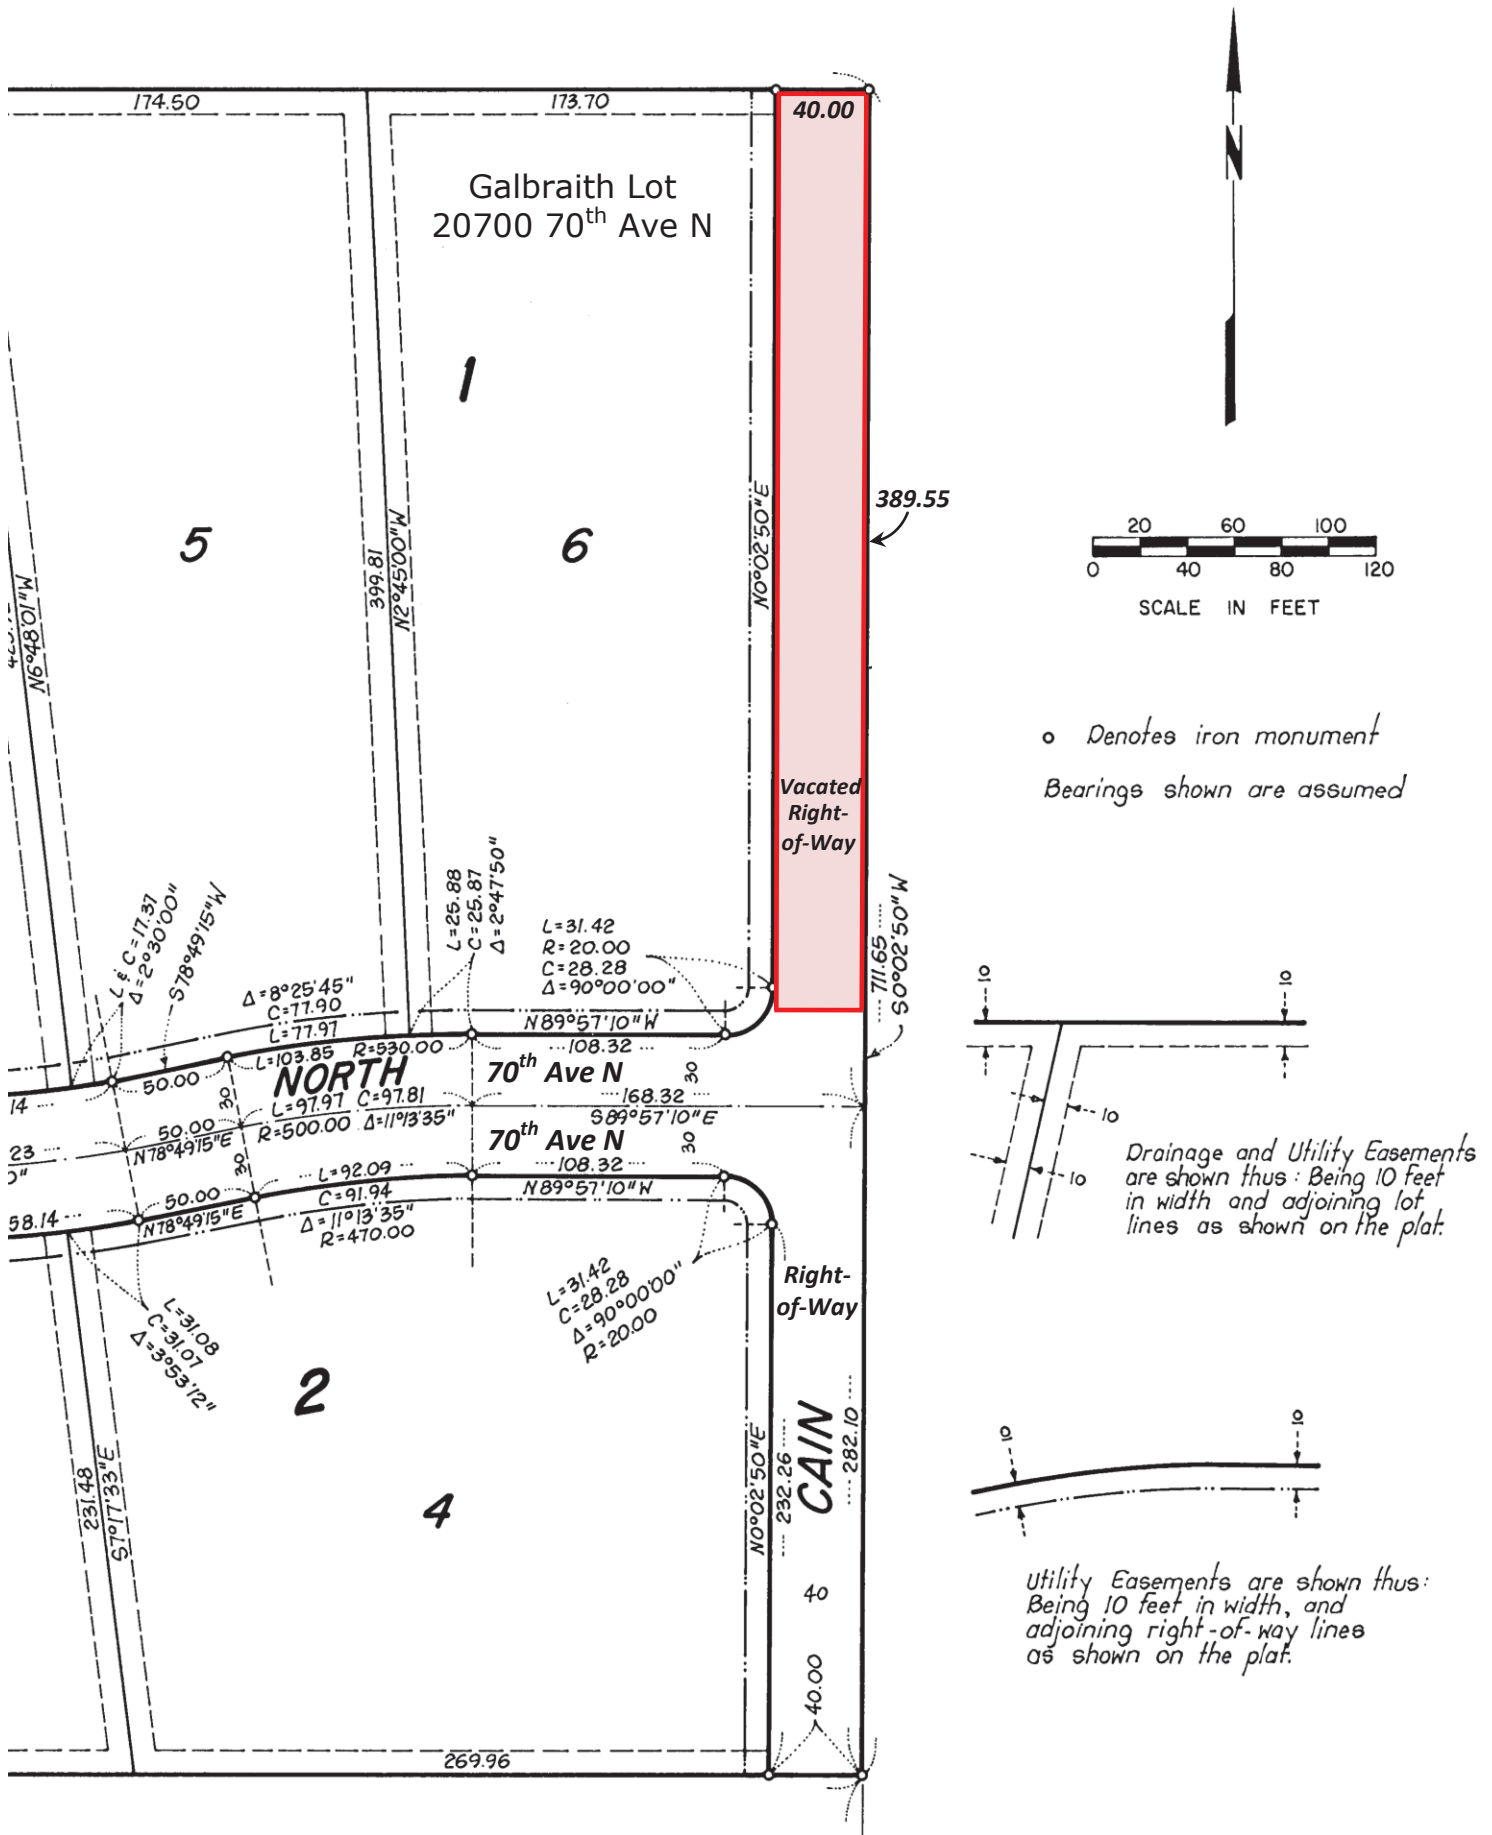 174.50
173.70
40.00
Galbraith Lot
20700 70th Ave N
N
1
5
6
N0°02'50"E
389.55
399.81
N2°45'00"W
N6°48'01"W
20 60 100
0 40 80 120
SCALE IN FEET
Denotes iron monument
Bearings shown are assumed
Vacated
Right-
of-Way
L & C=17.37
Δ=2°30'00"
S78°49'15"W
L=25.88
C=25.87
Δ=2°47'50"
L=31.42
R=20.00
C=28.28
Δ=90°00'00"
711.65
S0°02'50"W
Δ=8°25'45"
C=77.90
L=77.97
L=103.85 R=530.00
N89°57'10"W
108.32
50.00
NORTH
70th Ave N
30
14
30
L=97.97 C=97.81
R=500.00 Δ=11°13'35"
168.32
S89°57'10"E
50.00
N78°49'15"E
23
0"
70th Ave N
30
30
108.32
N89°57'10"W
L=92.09
C=91.94
Δ=11°13'35"
R=470.00
50.00
N78°49'15"E
58.14
L=31.42
C=28.28
Δ=90°00'00"
R=20.00
Right-
of-Way
L=31.08
C=31.07
Δ=3°53'12"
2
231.48
S7°17'33"E
4
N0°02'50"E
232.26
CAIN
282.10
40
40.00
269.96
10
10
10
10
Drainage and Utility Easements
are shown thus: Being 10 feet
in width and adjoining lot
lines as shown on the plat.
10
10
Utility Easements are shown thus:
Being 10 feet in width, and
adjoining right-of-way lines
as shown on the plat.